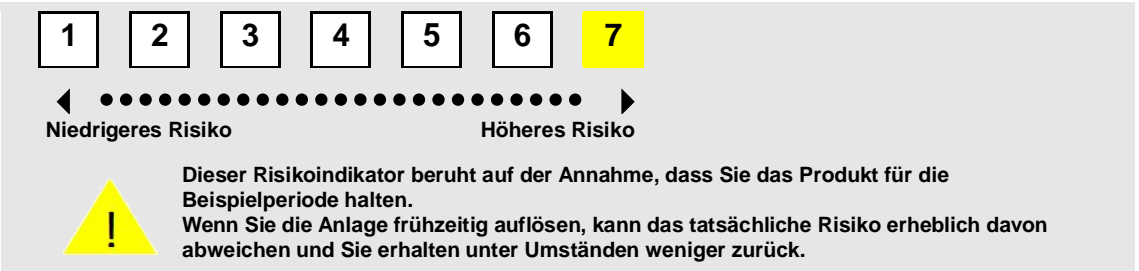 1 2 3 4 5 6 7
Niedrigeres Risiko Höheres Risiko
Dieser Risikoindikator beruht auf der Annahme, dass Sie das Produkt für die
Beispielperiode halten.
Wenn Sie die Anlage frühzeitig auflösen, kann das tatsächliche Risiko erheblich davon
abweichen und Sie erhalten unter Umständen weniger zurück.
!